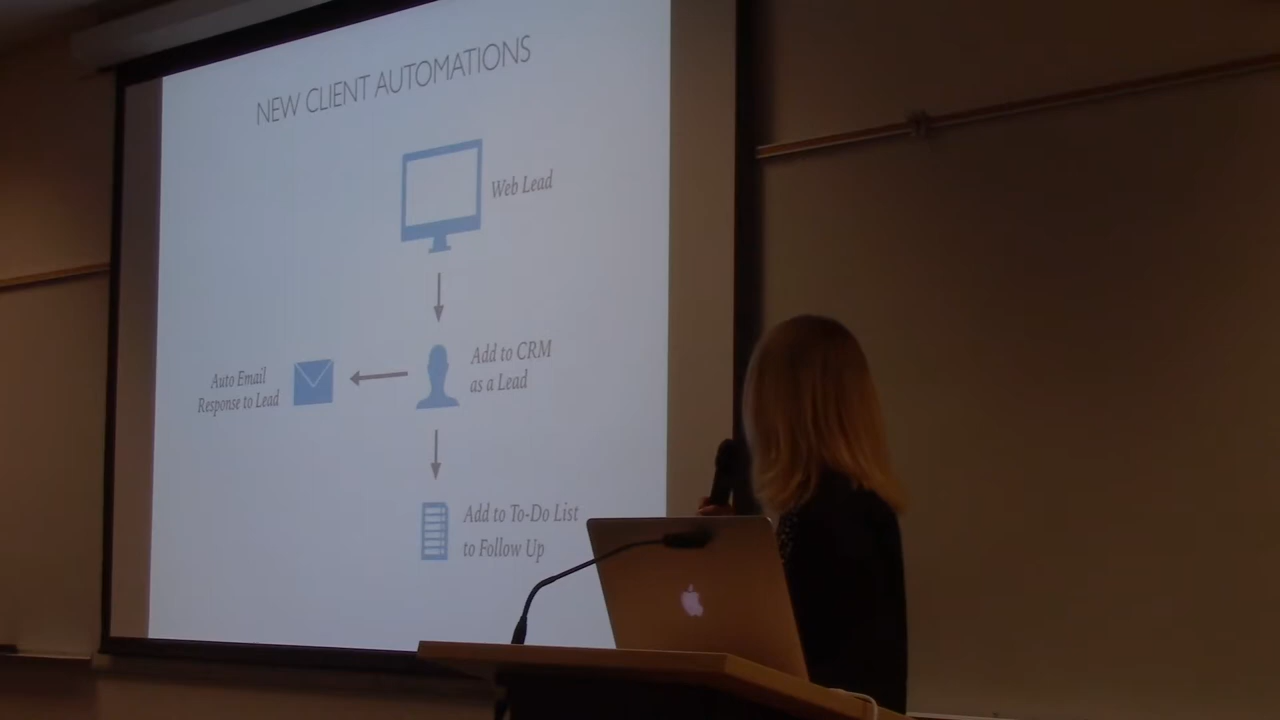 NEW CLIENT AUTOMATIONS
Web Lead
Add to CRM
as a Lead
Auto Email
Response to Lead
Add to To-Do List
to Follow Up